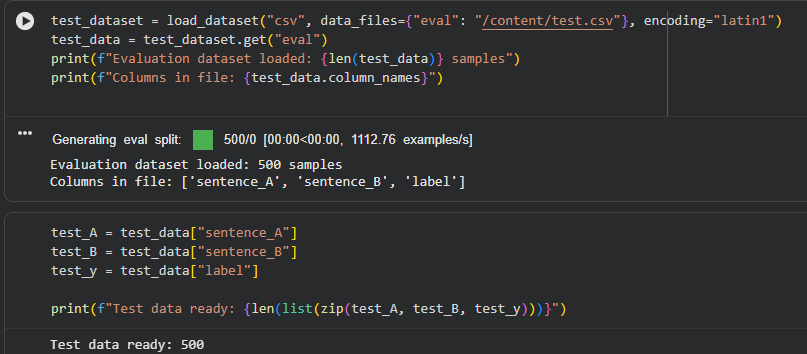 test_dataset = load_dataset("csv", data_files={"eval": "/content/test.csv"}, encoding="latin1")
test_data = test_dataset.get("eval")
print(f"Evaluation dataset loaded: {len(test_data)} samples")
print(f"Columns in file: {test_data.column_names}")
Generating eval split: 500/0 [00:00<00:00, 1112.76 examples/s]
Evaluation dataset loaded: 500 samples
Columns in file: ['sentence_A', 'sentence_B', 'label']
test_A = test_data["sentence_A"]
test_B = test_data["sentence_B"]
test_y = test_data["label"]
print(f"Test data ready: {len(list(zip(test_A, test_B, test_y)))}")
Test data ready: 500